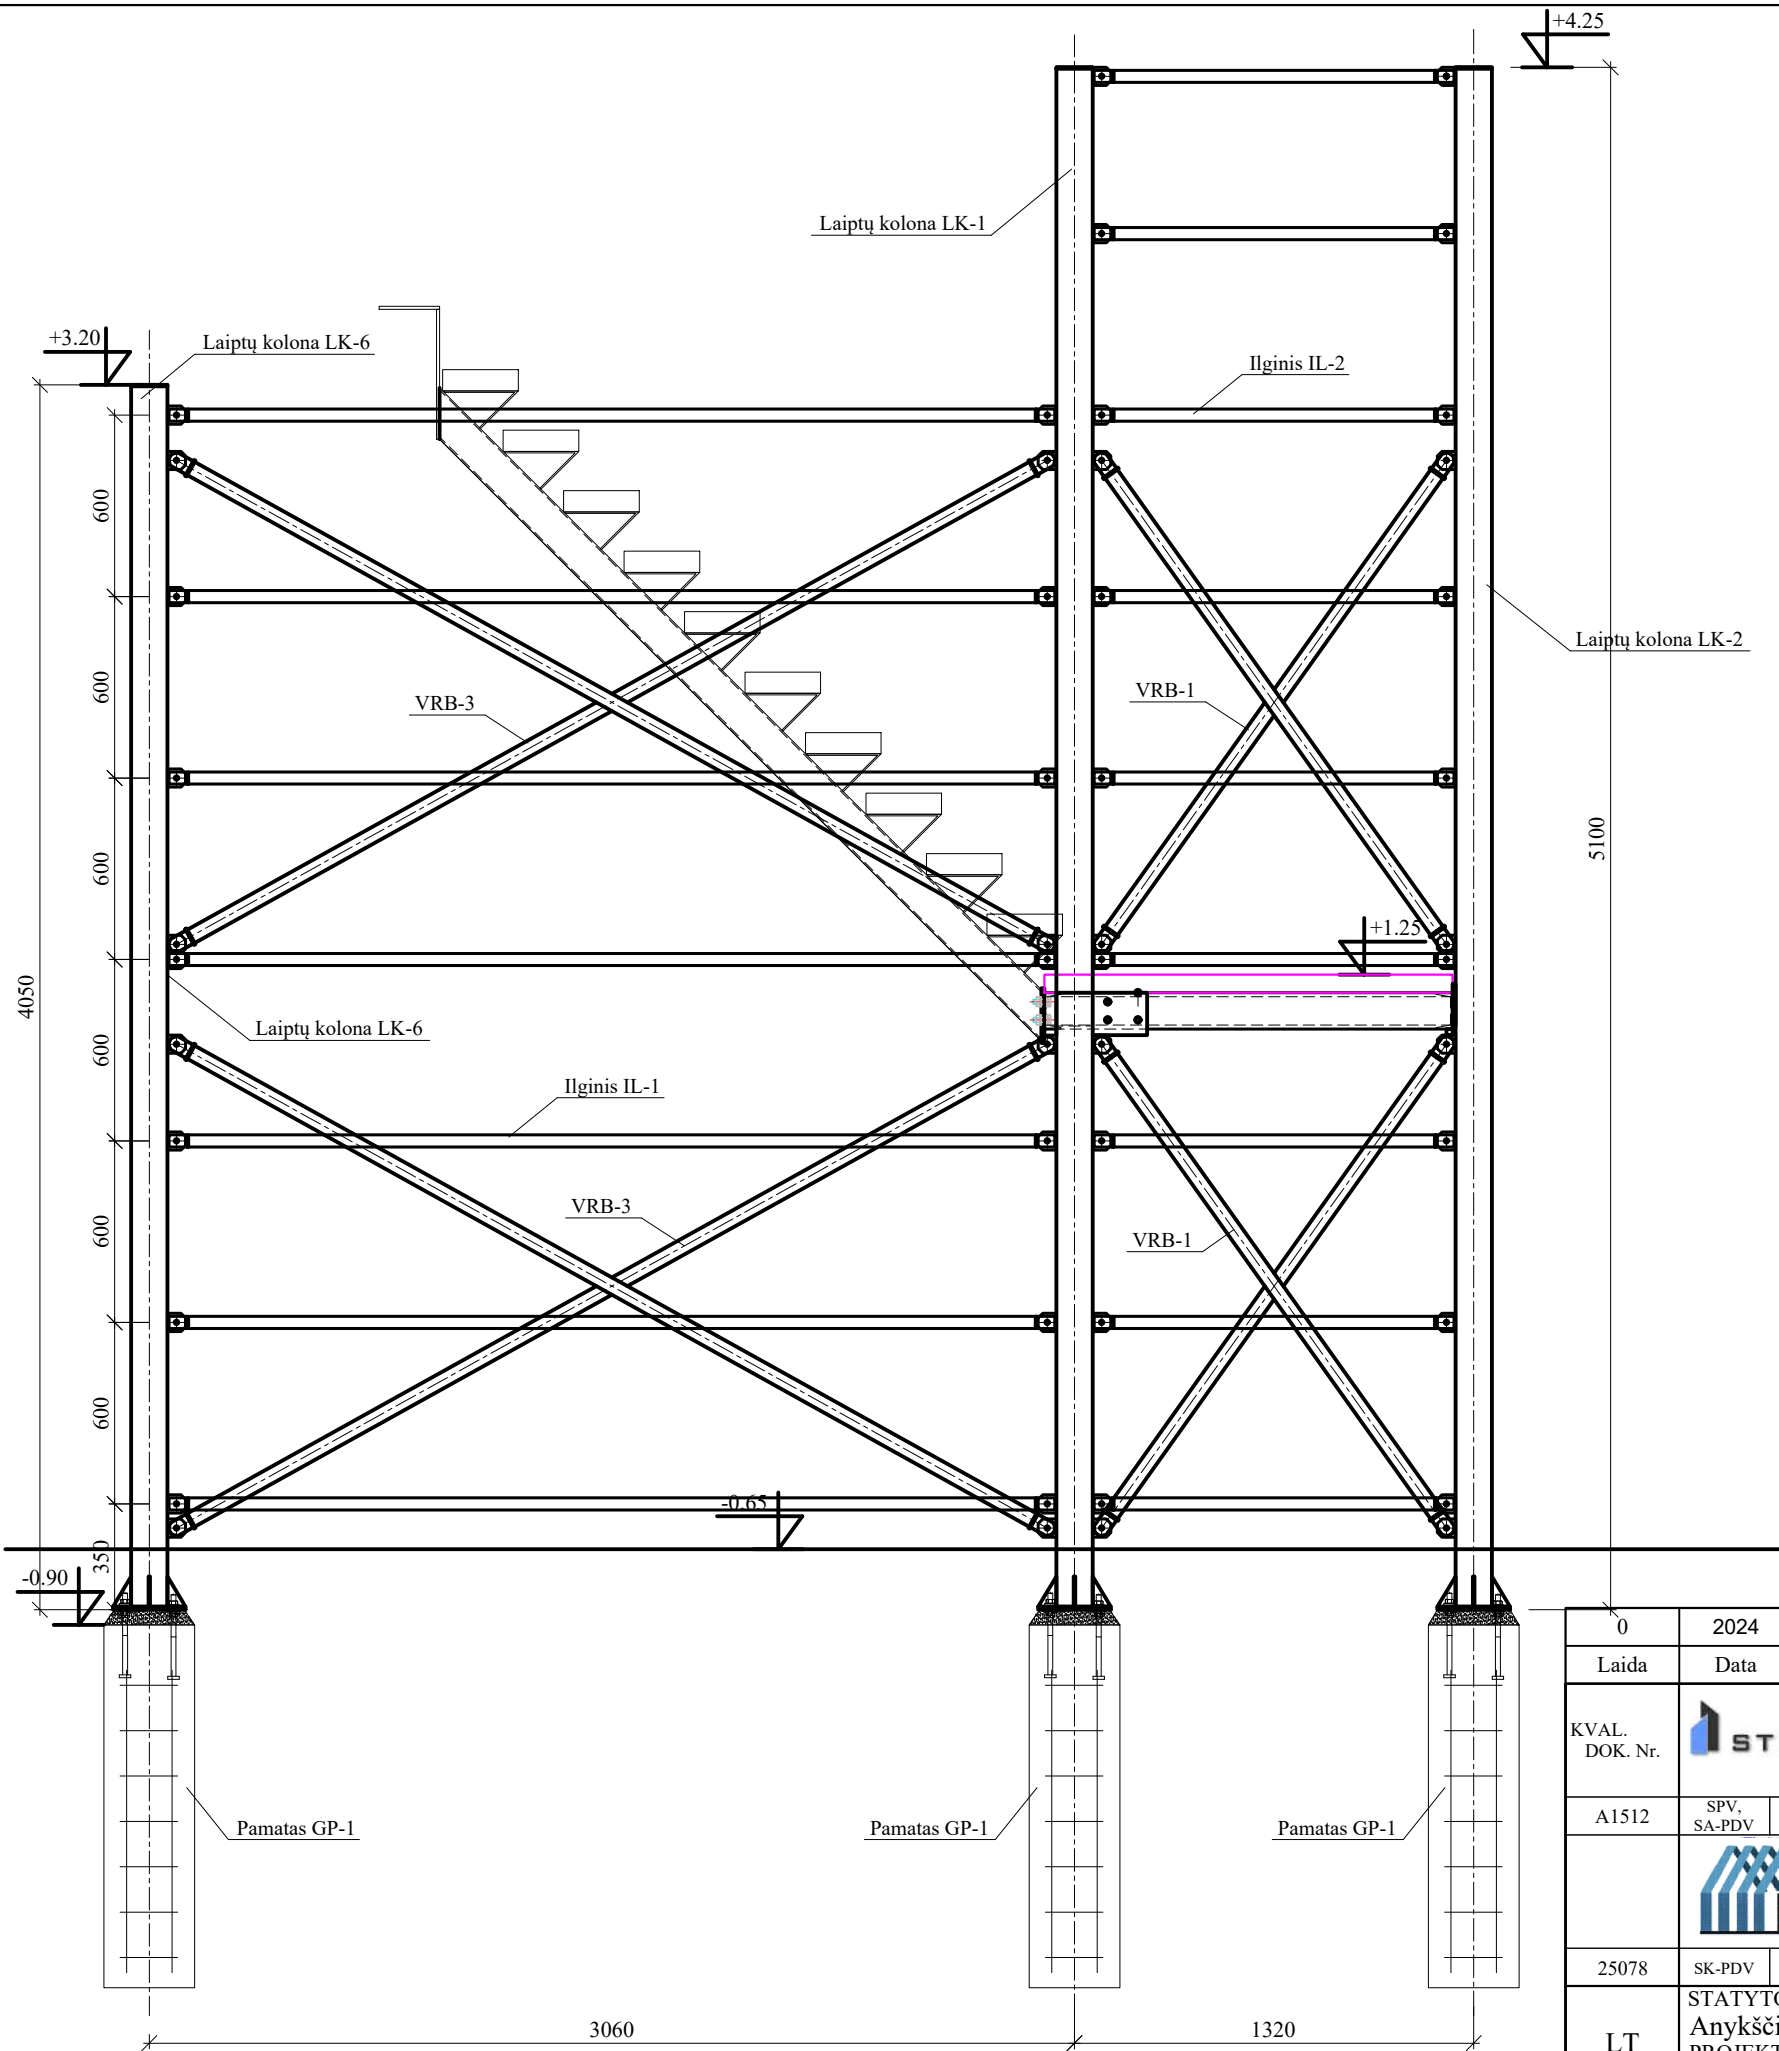 +4.25
Laiptų kolona LK-1
+3.20
Laiptų kolona LK-6
Ilginis IL-2
600
600
Laiptų kolona LK-2
VRB-3
VRB-1
5100
600
+1.25
4050
Laiptų kolona LK-6
600
Ilginis IL-1
VRB-3
VRB-1
600
600
-0.65
350
-0.90
0
2024
Laida
Data
KVAL.
DOK. Nr.
ST
A1512
SPV,
SA-PDV
Pamatas GP-1
Pamatas GP-1
Pamatas GP-1
25078
SK-PDV
3060
1320
LT